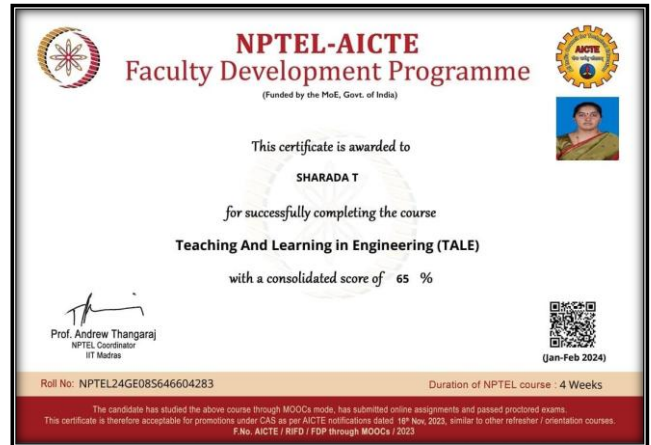 NPTEL-AICTE
Faculty Development Programme
(Funded by the MoE, Govt. of India)
AICTE
This certificate is awarded to
SHARADA T
for successfully completing the course
Teaching And Learning in Engineering (TALE)
with a consolidated score of 65 %
Prof. Andrew Thangaraj
NPTEL Coordinator
IIT Madras
(Jan-Feb 2024)
Roll No: NPTEL24GE08S646604283
Duration of NPTEL course : 4 Weeks
The candidate has studied the above course through MOOCs mode, has submitted online assignments and passed proctored exams.
This certificate is therefore acceptable for promotions under CAS as per AICTE notifications dated 16th Nov, 2023, similar to other refresher / orientation courses.
F.No. AICTE / RIFD / FDP through MOOCs / 2023